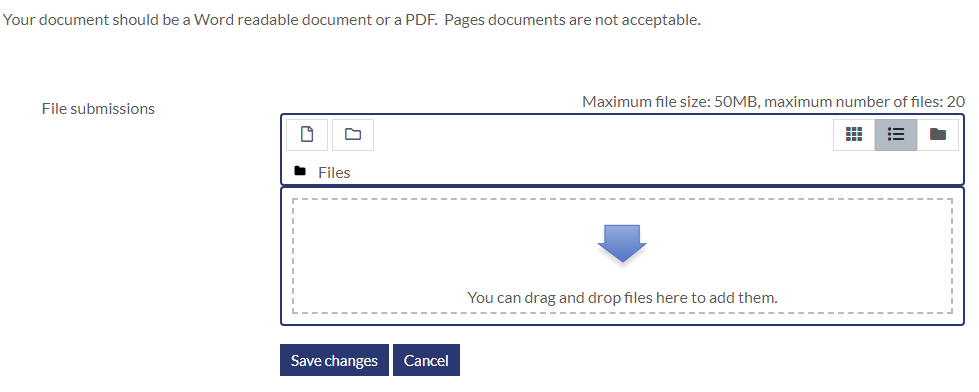 Your document should be a Word readable document or a PDF.  Pages documents are not acceptable.
File submissions
Maximum file size: 50MB, maximum number of files: 20
Files
You can drag and drop files here to add them.
Save changes
Cancel